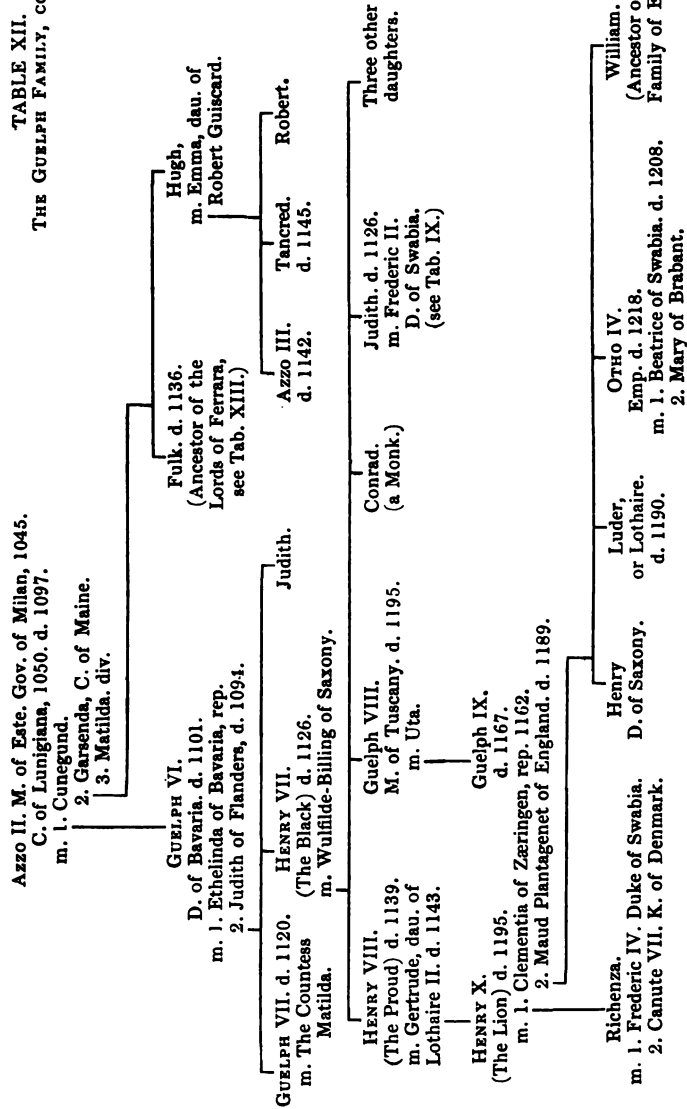 TABLE XII.
THE GUELPH FAMILY,
Azzo II. M. of Este. Gov. of Milan, 1045.
C. of Lunigiana, 1050. d. 1097.
m. 1. Cunegund.
2. Garsenda, C. of Maine.
3. Matilda. div.
GUELPH VI.
D. of Bavaria. d. 1101.
m. 1. Ethelinda of Bavaria, rep.
2. Judith of Flanders, d. 1094.
Fulk. d. 1136.
(Ancestor of the
Lords of Ferrara,
see Tab. XIII.)
Hugh,
m. Emma, dau. of
Robert Guiscard.
GUELPH VII. d. 1120.
m. The Countess
Matilda.
HENRY VII.
(The Black) d. 1126.
m. Wulfilde-Billing of Saxony.
Judith.
Azzo III.
d. 1142.
Tancred.
d. 1145.
Robert.
HENRY VIII.
(The Proud) d. 1139.
m. Gertrude, dau. of
Lothaire II. d. 1143.
Guelph VIII.
M. of Tuscany. d. 1195.
m. Uta.
Conrad.
(a Monk.)
Judith. d. 1126.
m. Frederic II.
D. of Swabia.
(see Tab. IX.)
Three other
daughters.
HENRY X.
(The Lion) d. 1195.
m. 1. Clementia of Zæringen, rep. 1162.
2. Maud Plantagenet of England. d. 1189.
Guelph IX.
d. 1167.
Richenza.
m. 1. Frederic IV. Duke of Swabia.
2. Canute VII. K. of Denmark.
Henry
D. of Saxony.
Luder,
or Lothaire.
d. 1190.
OTHO IV.
Emp. d. 1218.
m. 1. Beatrice of Swabia. d. 1208.
2. Mary of Brabant.
William.
(Ancestor
Family of